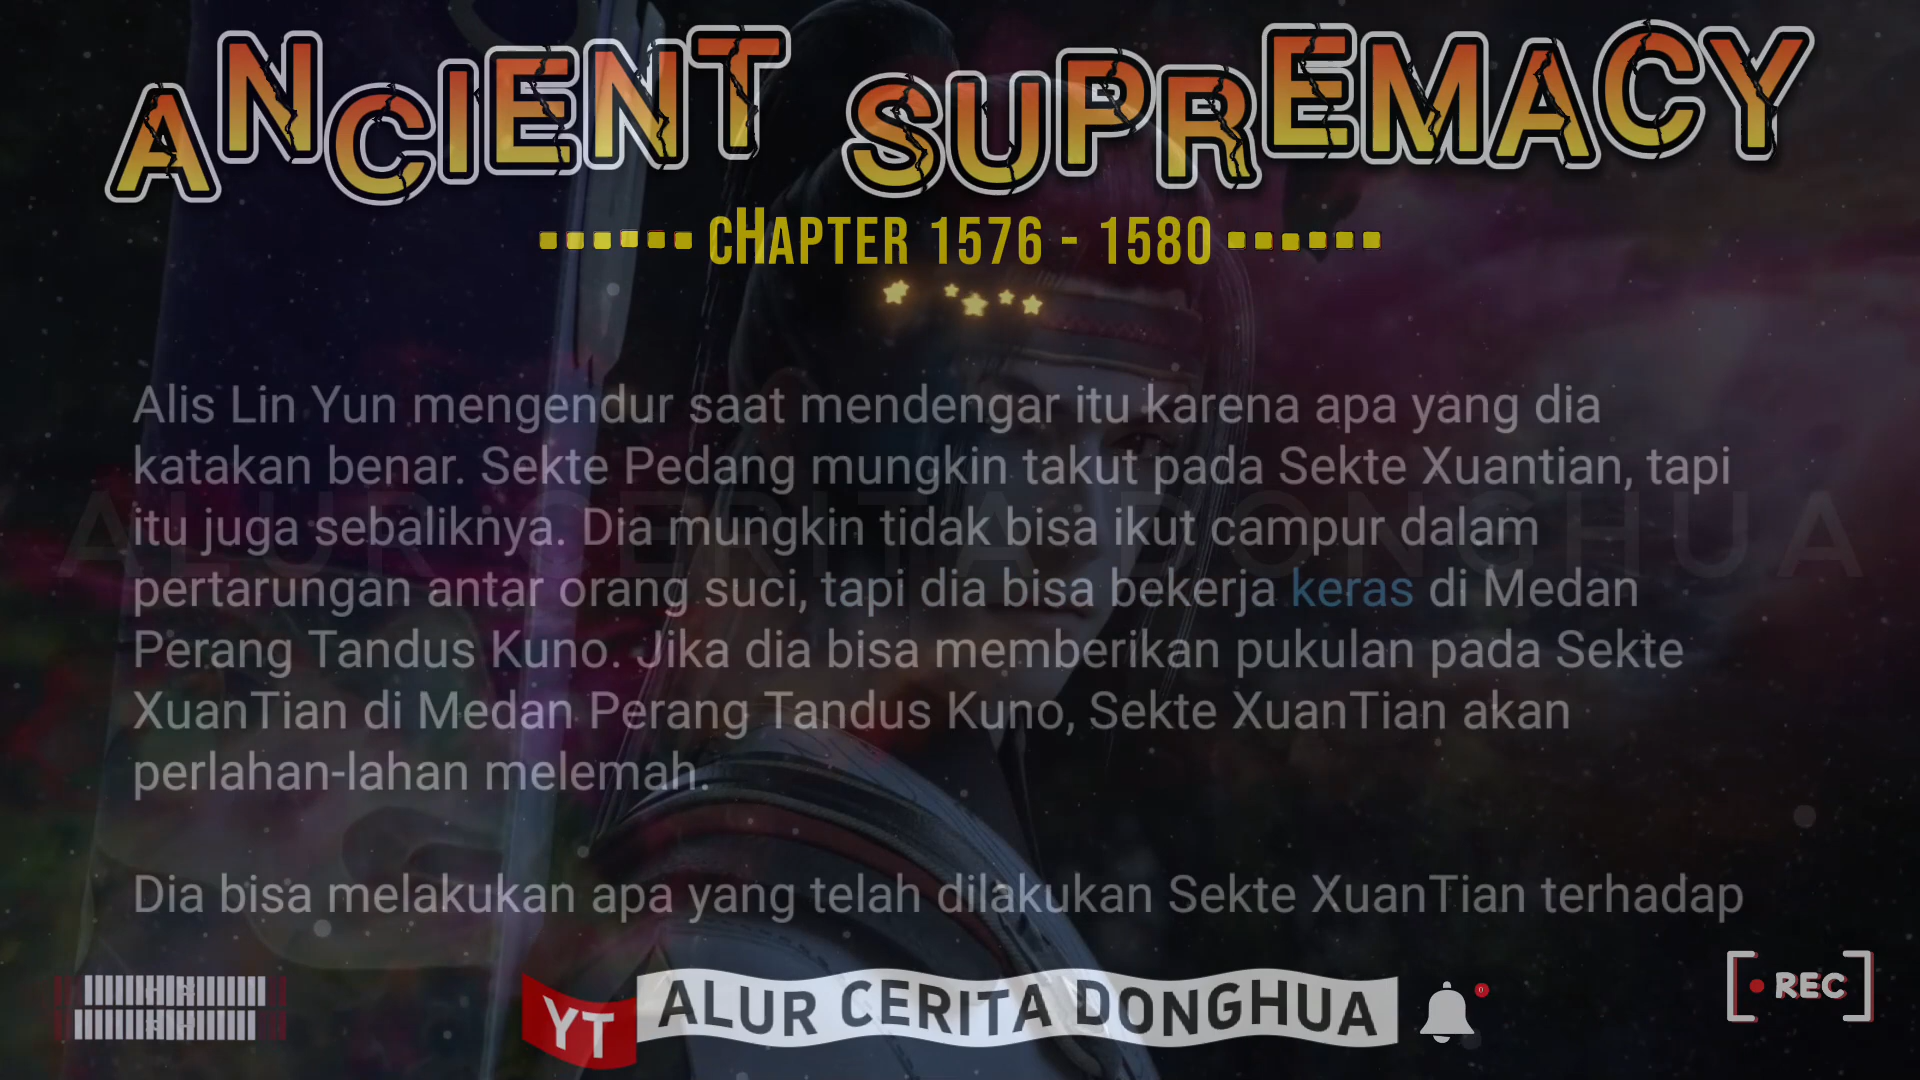 ANCIENT SUPREMACY
CHAPTER 1576 - 1580
Alis Lin Yun mengendur saat mendengar itu karena apa yang dia
katakan benar. Sekte Pedang mungkin takut pada Sekte Xuantian, tapi
itu juga sebaliknya. Dia mungkin tidak bisa ikut campur dalam
ALUR CERITA DONGHUA
pertarungan antar orang suci, tapi dia bisa bekerja keras di Medan
Perang Tandus Kuno. Jika dia bisa memberikan pukulan pada Sekte
XuanTian di Medan Perang Tandus Kuno, Sekte XuanTian akan
perlahan-lahan melemah.
Dia bisa melakukan apa yang telah dilakukan Sekte XuanTian terhadap
YT ALUR CERITA DONGHUA
REC